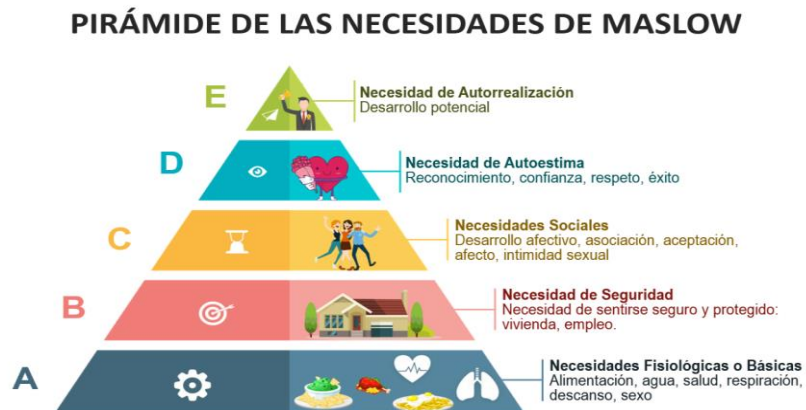 PIRÁMIDE DE LAS NECESIDADES DE MASLOW
E
Necesidad de Autorrealización
Desarrollo potencial
D
Necesidad de Autoestima
Reconocimiento, confianza, respeto, éxito
C
Necesidades Sociales
Desarrollo afectivo, asociación, aceptación,
afecto, intimidad sexual
B
Necesidad de Seguridad
Necesidad de sentirse seguro y protegido:
vivienda, empleo.
A
Necesidades Fisiológicas o Básicas
Alimentación, agua, salud, respiración,
descanso, sexo